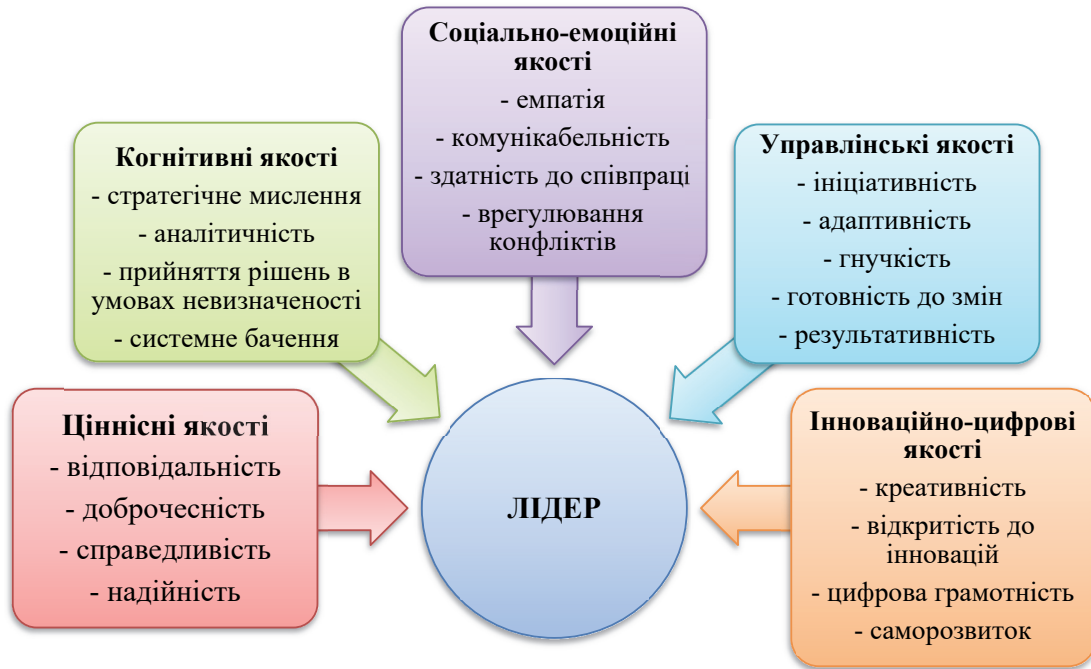 Соціально-емоційні
якості
- емпатія
- комунікабельність
- здатність до співпраці
- врегулювання
конфліктів
Когнітивні якості
- стратегічне мислення
- аналітичність
- прийняття рішень в
умовах невизначеності
- системне бачення
Управлінські якості
- ініціативність
- адаптивність
- гнучкість
- готовність до змін
- результативність
Ціннісні якості
- відповідальність
- доброчесність
- справедливість
- надійність
ЛІДЕР
Інноваційно-цифрові
якості
- креативність
- відкритість до
інновацій
- цифрова грамотність
- саморозвиток